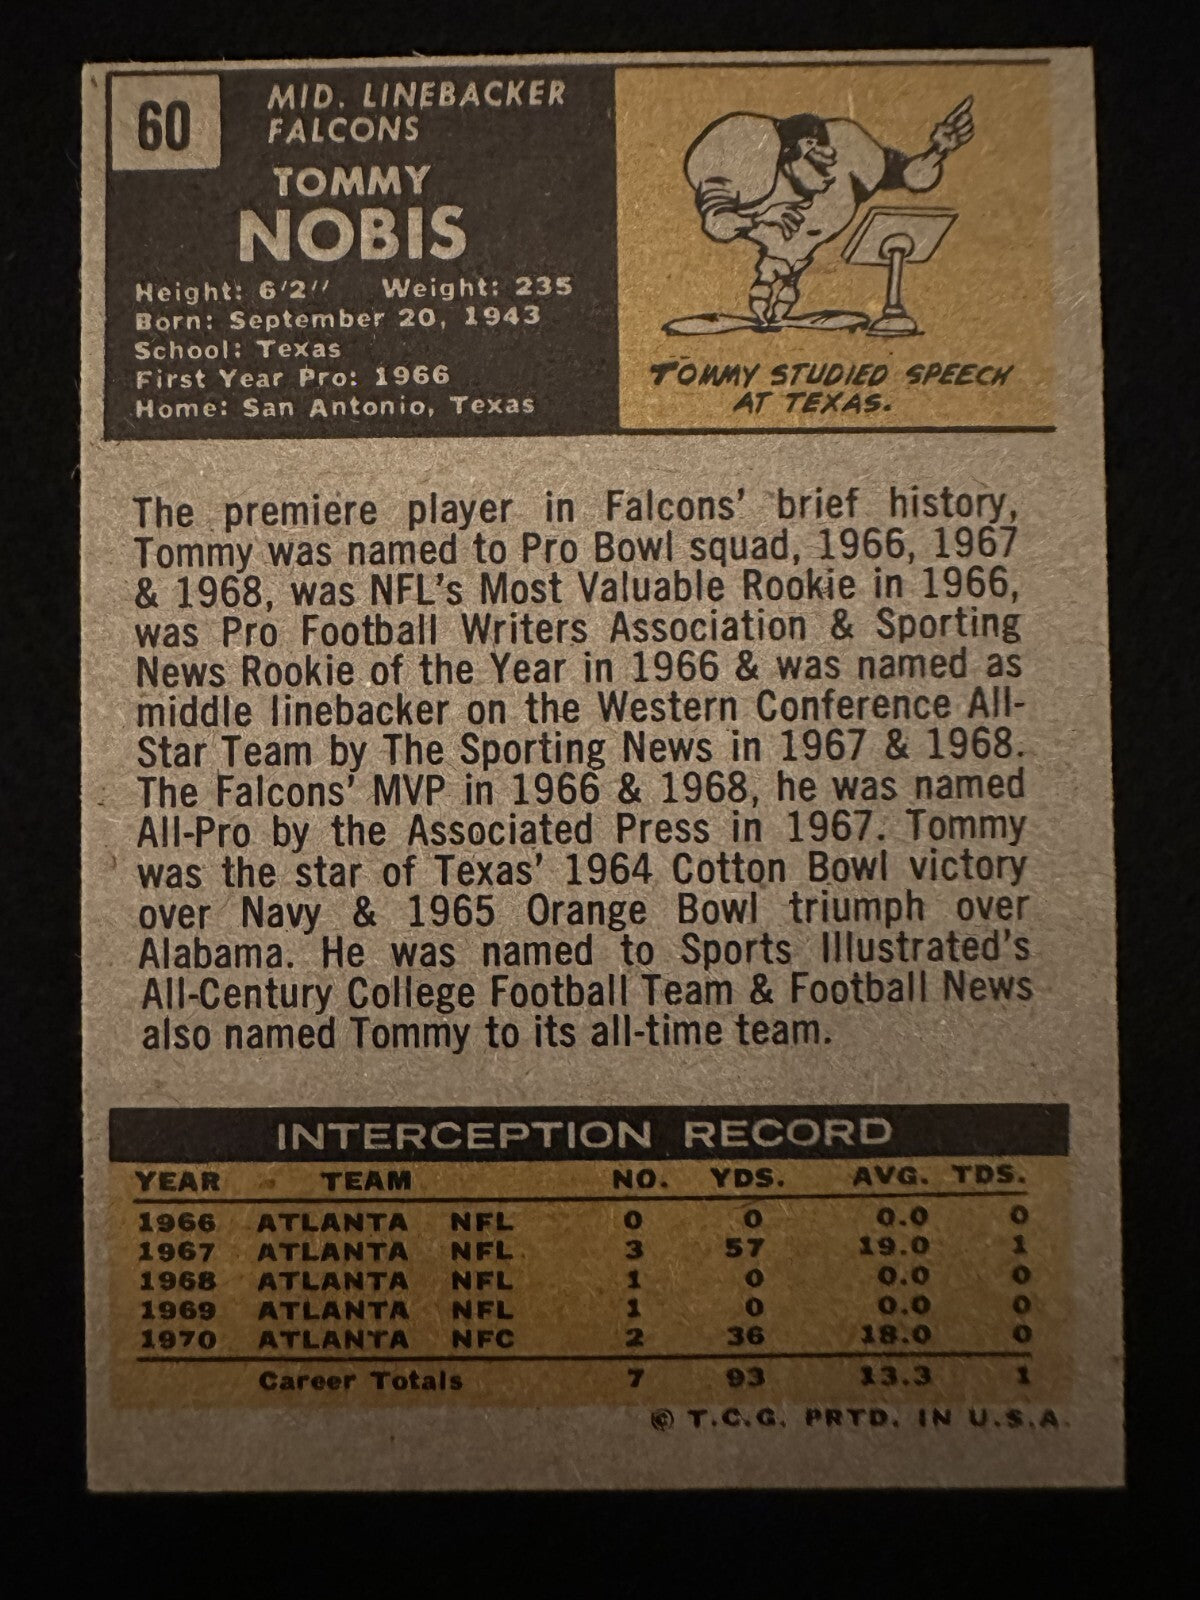 60
MID. LINEBACKER
FALCONS
TOMMY
NOBIS
Height: 6'2'' Weight: 235
Born: September 20, 1943
School: Texas
First Year Pro: 1966
Home: San Antonio, Texas
TOMMY STUDIED SPEECH
AT TEXAS.
The premiere player in Falcons' brief history,
Tommy was named to Pro Bowl squad, 1966, 1967
& 1968, was NFL's Most Valuable Rookie in 1966,
was Pro Football Writers Association & Sporting
News Rookie of the Year in 1966 & was named as
middle linebacker on the Western Conference All-
Star Team by The Sporting News in 1967 & 1968.
The Falcons' MVP in 1966 & 1968, he was named
All-Pro by the Associated Press in 1967. Tommy
was the star of Texas' 1964 Cotton Bowl victory
over Navy & 1965 Orange Bowl triumph over
Alabama. He was named to Sports Illustrated's
All-Century College Football Team & Football News
also named Tommy to its all-time team.
INTERCEPTION RECORD
YEAR TEAM NO. YDS. AVG. TDS.
1966 ATLANTA NFL 0 0 0.0 0
1967 ATLANTA NFL 3 57 19.0 1
1968 ATLANTA NFL 1 0 0.0 0
1969 ATLANTA NFL 1 0 0.0 0
1970 ATLANTA NFC 2 36 18.0 0
Career Totals 7 93 13.3 1
© T.C.G. PRTD. IN U.S.A.